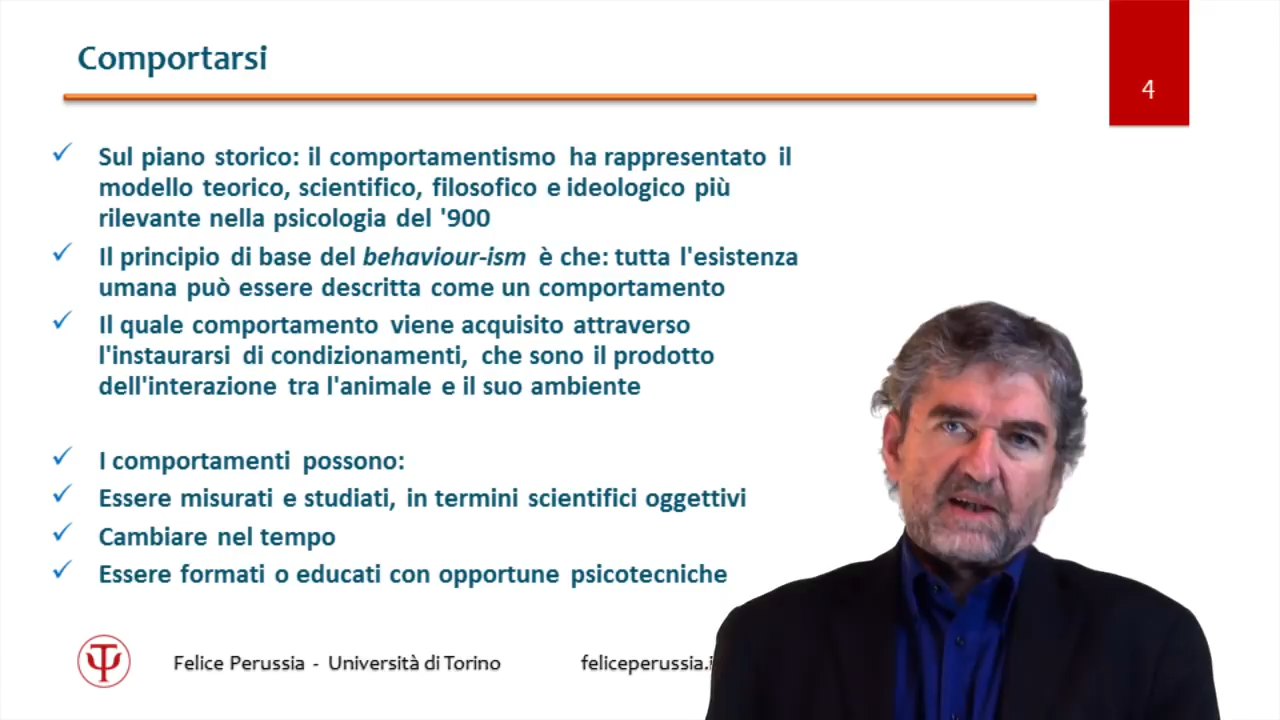 Comportarsi
4
Sul piano storico: il comportamentismo ha rappresentato il
modello teorico, scientifico, filosofico e ideologico più
rilevante nella psicologia del '900
Il principio di base del behaviour-ism è che: tutta l'esistenza
umana può essere descritta come un comportamento
Il quale comportamento viene acquisito attraverso
l'instaurarsi di condizionamenti, che sono il prodotto
dell'interazione tra l'animale e il suo ambiente
I comportamenti possono:
Essere misurati e studiati, in termini scientifici oggettivi
Cambiare nel tempo
Essere formati o educati con opportune psicotecniche
Felice Perussia - Università di Torino
feliceperussia.i